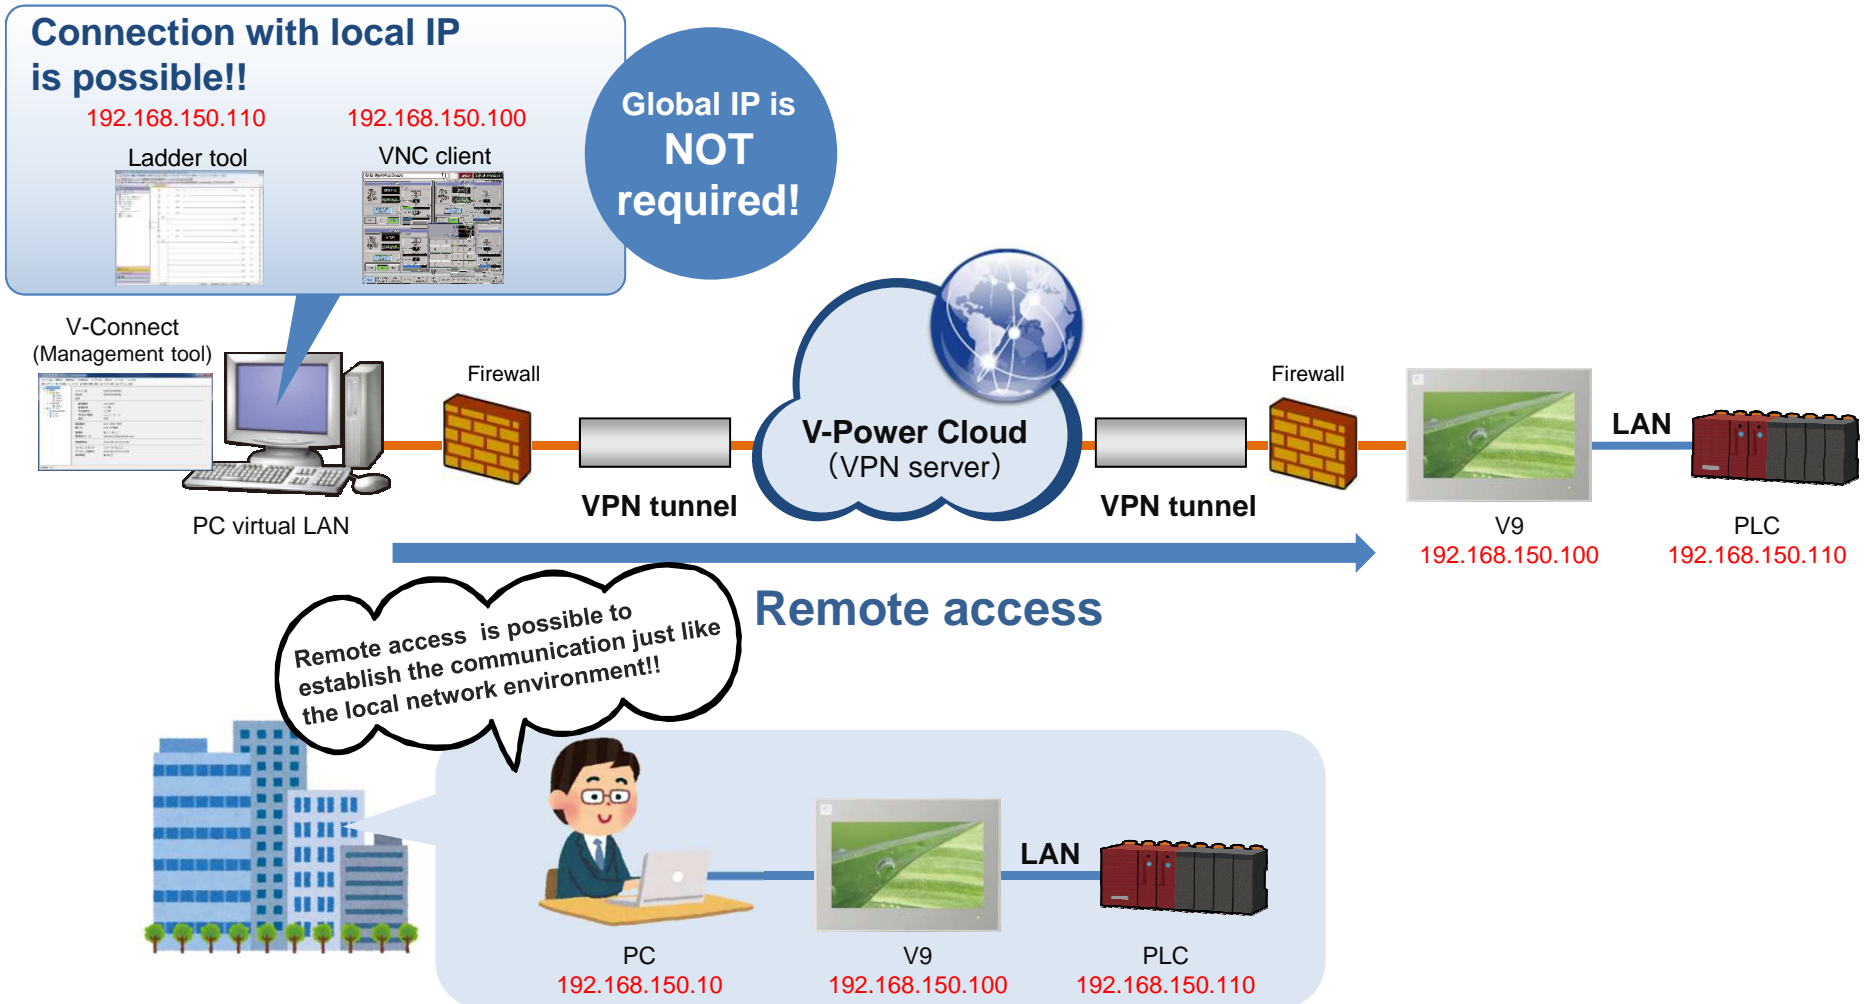 Connection with local IP
is possible!!
192.168.150.110
192.168.150.100
Ladder tool
VNC client
Global IP is
NOT
required!
V-Connect
(Management tool)
Firewall
Firewall
V-Power Cloud
（VPN server）
LAN
VPN tunnel
VPN tunnel
PC virtual LAN
V9
192.168.150.100
PLC
192.168.150.110
Remote access
Remote access is possible to
establish the communication just like
the local network environment!!
LAN
PC
192.168.150.10
V9
192.168.150.100
PLC
192.168.150.110